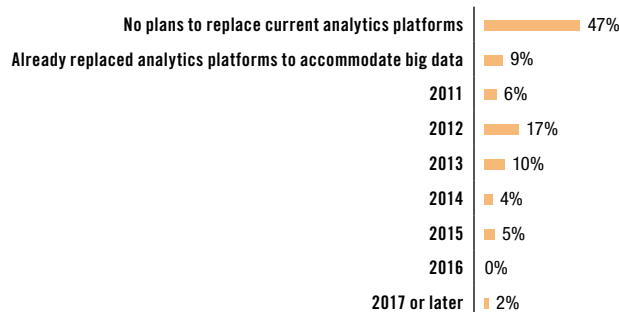 No plans to replace current analytics platforms 47%
Already replaced analytics platforms to accommodate big data 9%
2011 6%
2012 17%
2013 10%
2014 4%
2015 5%
2016 0%
2017 or later 2%